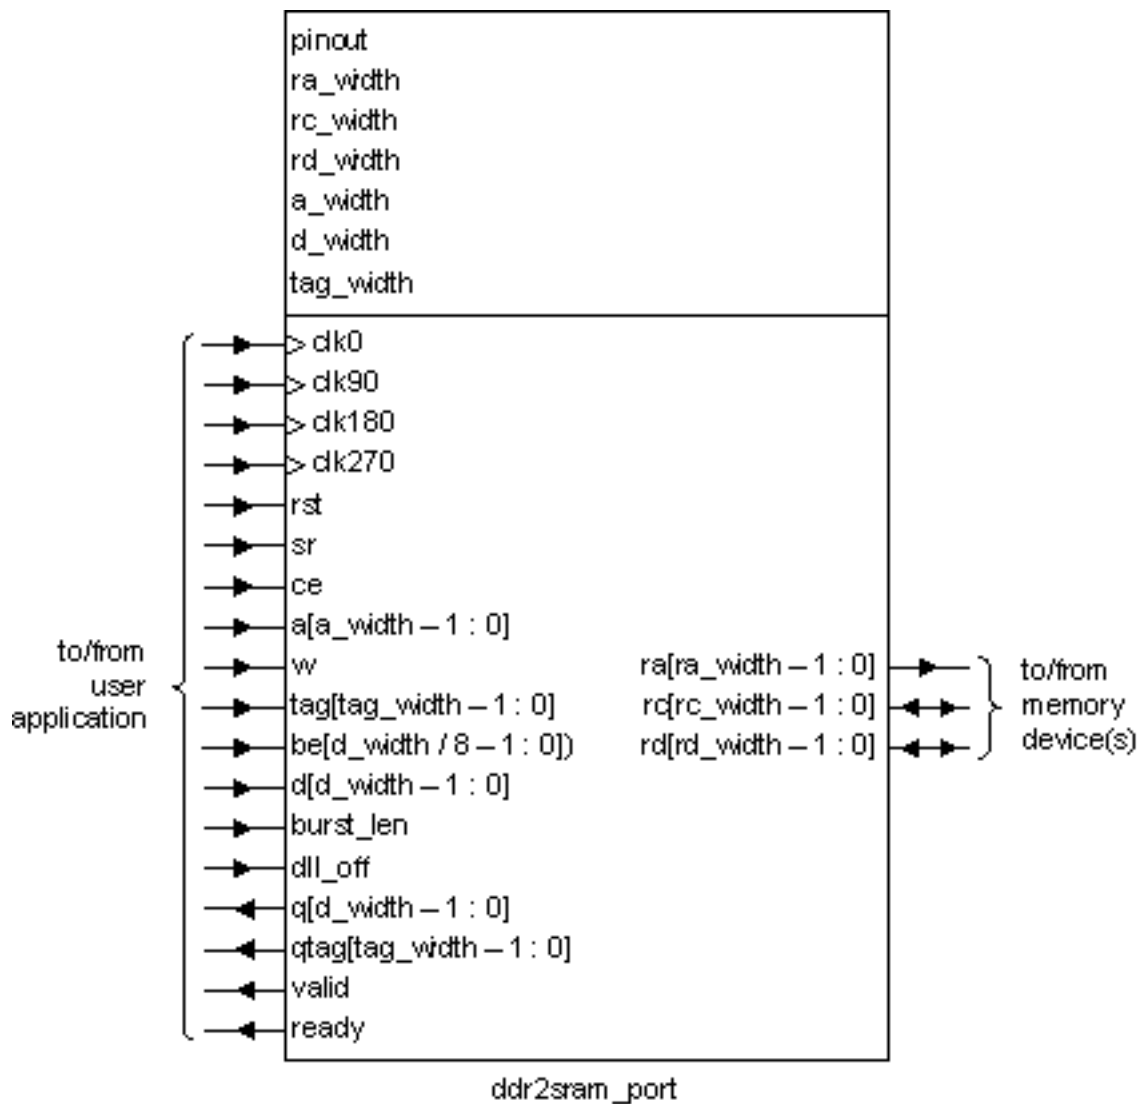 pinout
ra_width
rc_width
rd_width
a_width
d_width
tag_width
clk0
clk90
clk180
clk270
rst
sr
ce
a[a_width – 1 : 0]
w
tag[tag_width – 1 : 0]
be[d_width / 8 – 1 : 0])
d[d_width – 1 : 0]
burst_len
dll_off
q[d_width – 1 : 0]
qtag[tag_width – 1 : 0]
valid
ready
to/from
user
application
ra[ra_width – 1 : 0]
rc[rc_width – 1 : 0]
rd[rd_width – 1 : 0]
to/from
memory
device(s)
ddr2sram_port